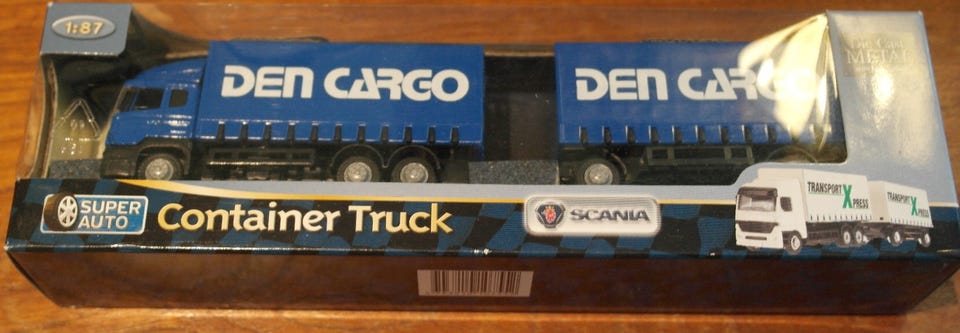 1:87
DEN CARGO
DEN CARGO
Die Cast
METAL
SUPER
AUTO
Container Truck
SCANIA
TRANSPORT
XPRESS
TRANSPORT
XPRESS